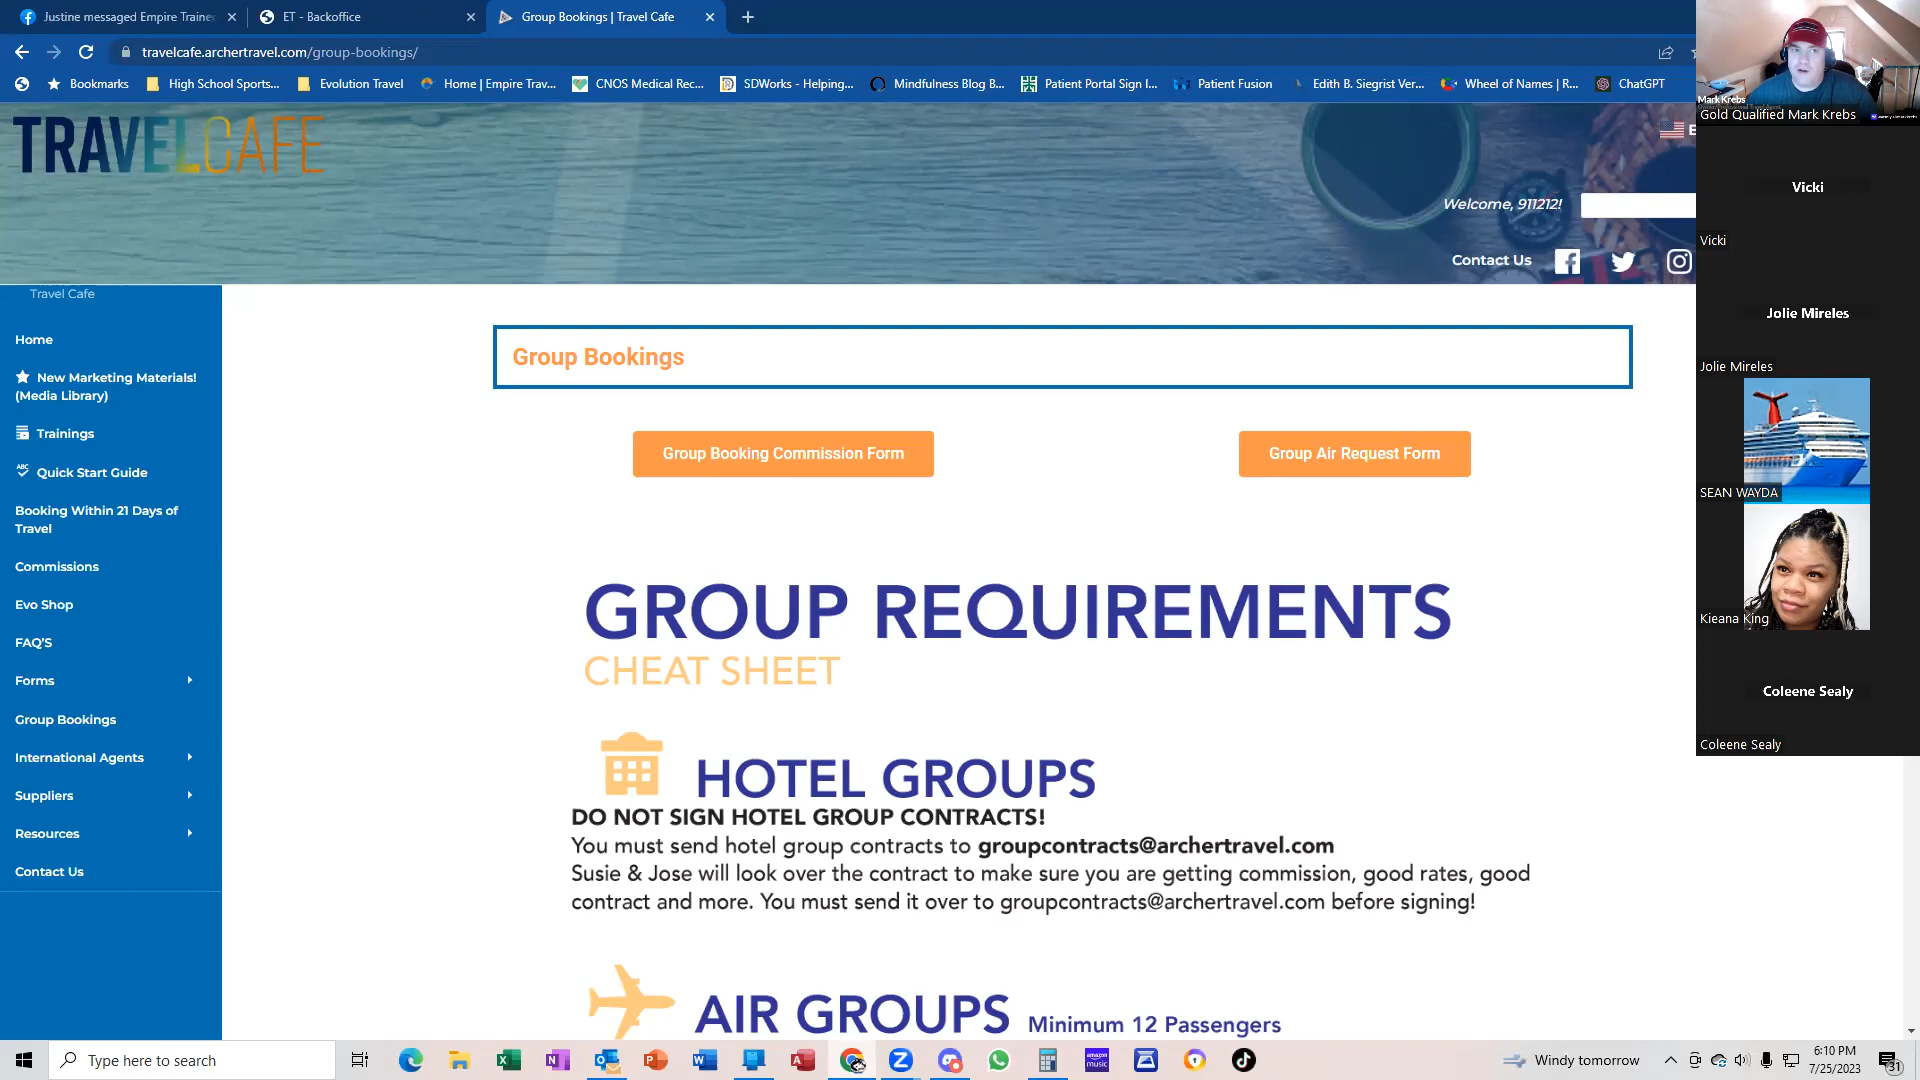 Justine messaged Empire Traine
ET - Backoffice
Group Bookings | Travel Cafe
travelcafe.archertravel.com/group-bookings/
Bookmarks
High School Sports...
Evolution Travel
Home | Empire Trav...
CNOS Medical Rec...
SDWorks - Helping...
Mindfulness Blog B...
Patient Portal Sign I...
Patient Fusion
Edith B. Siegrist Ver...
Wheel of Names | R...
ChatGPT
TRAVELCAFE
Welcome, 911212!
Contact Us
Travel Cafe
Home
New Marketing Materials!
(Media Library)
Trainings
Quick Start Guide
Booking Within 21 Days of
Travel
Commissions
Evo Shop
FAQ'S
Forms
Group Bookings
International Agents
Suppliers
Resources
Contact Us
Group Bookings
Group Booking Commission Form
Group Air Request Form
GROUP REQUIREMENTS
CHEAT SHEET
HOTEL GROUPS
DO NOT SIGN HOTEL GROUP CONTRACTS!
You must send hotel group contracts to groupcontracts@archertravel.com
Susie & Jose will look over the contract to make sure you are getting commission, good rates, good
contract and more. You must send it over to groupcontracts@archertravel.com before signing!
AIR GROUPS Minimum 12 Passengers
Mark Krebs
Gold Qualified Mark Krebs
Vicki
Vicki
Jolie Mireles
Jolie Mireles
SEAN WAYDA
Kieana King
Coleene Sealy
Coleene Sealy
Type here to search
Windy tomorrow
6:10 PM
7/25/2023
31